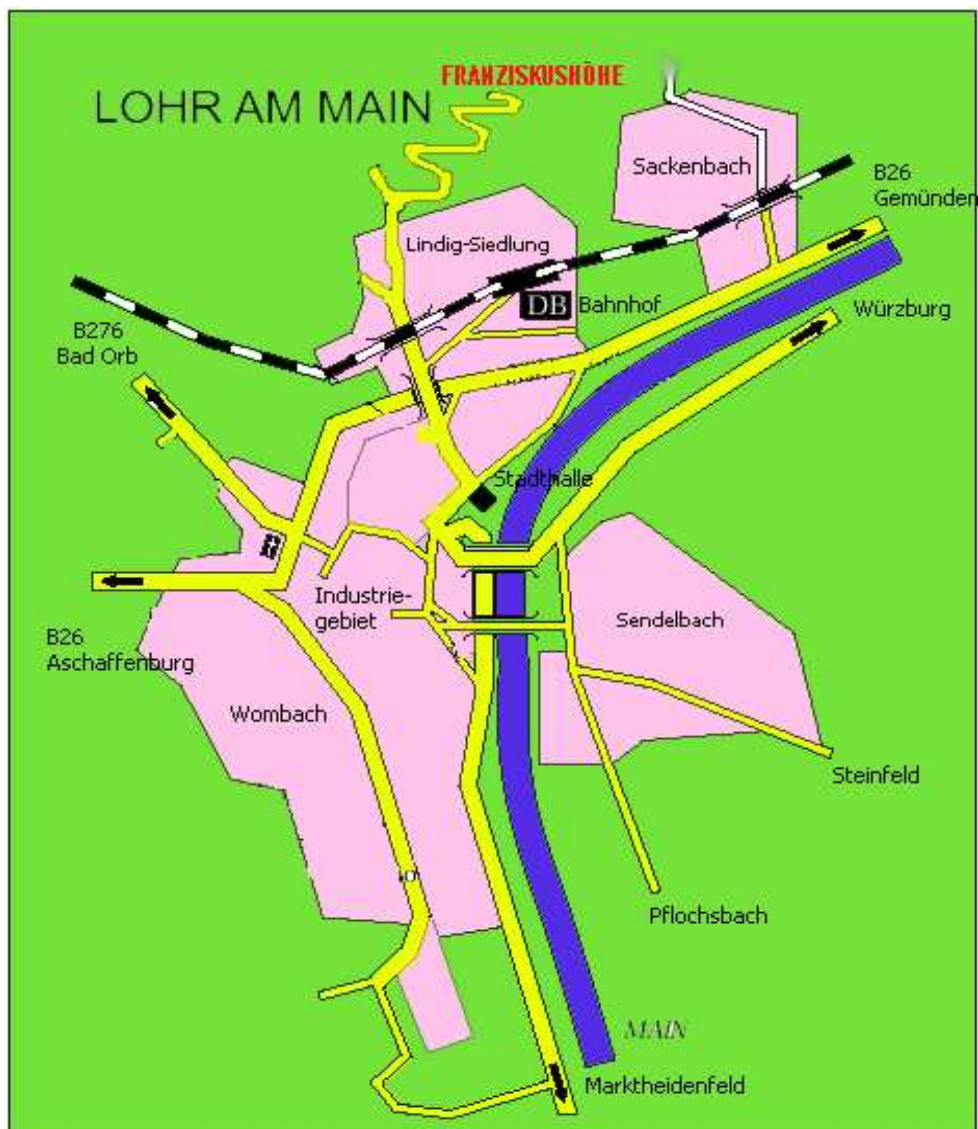 FRANZISKUSHÖHE
LOHR AM MAIN
Sackenbach
B26
Gemünden
Lindig-Siedlung
DB Bahnhof
Würzburg
B276
Bad Orb
Stadthalle
Industrie-
gebiet
Sendelbach
B26
Aschaffenburg
Wombach
Steinfeld
Pflochsbach
MAIN
Marktheidenfeld